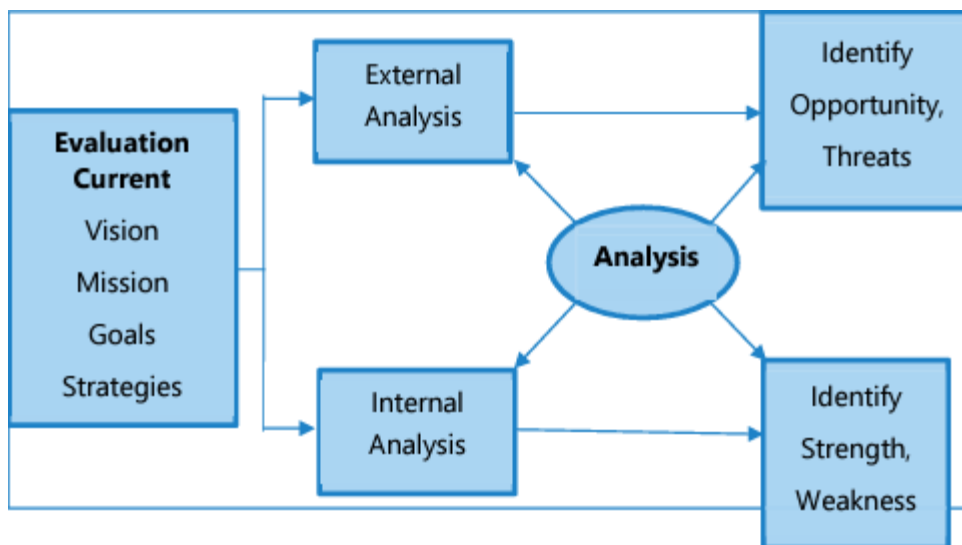 Evaluation
Current
Vision
Mission
Goals
Strategies
External
Analysis
Internal
Analysis
Analysis
Identify
Opportunity,
Threats
Identify
Strength,
Weakness